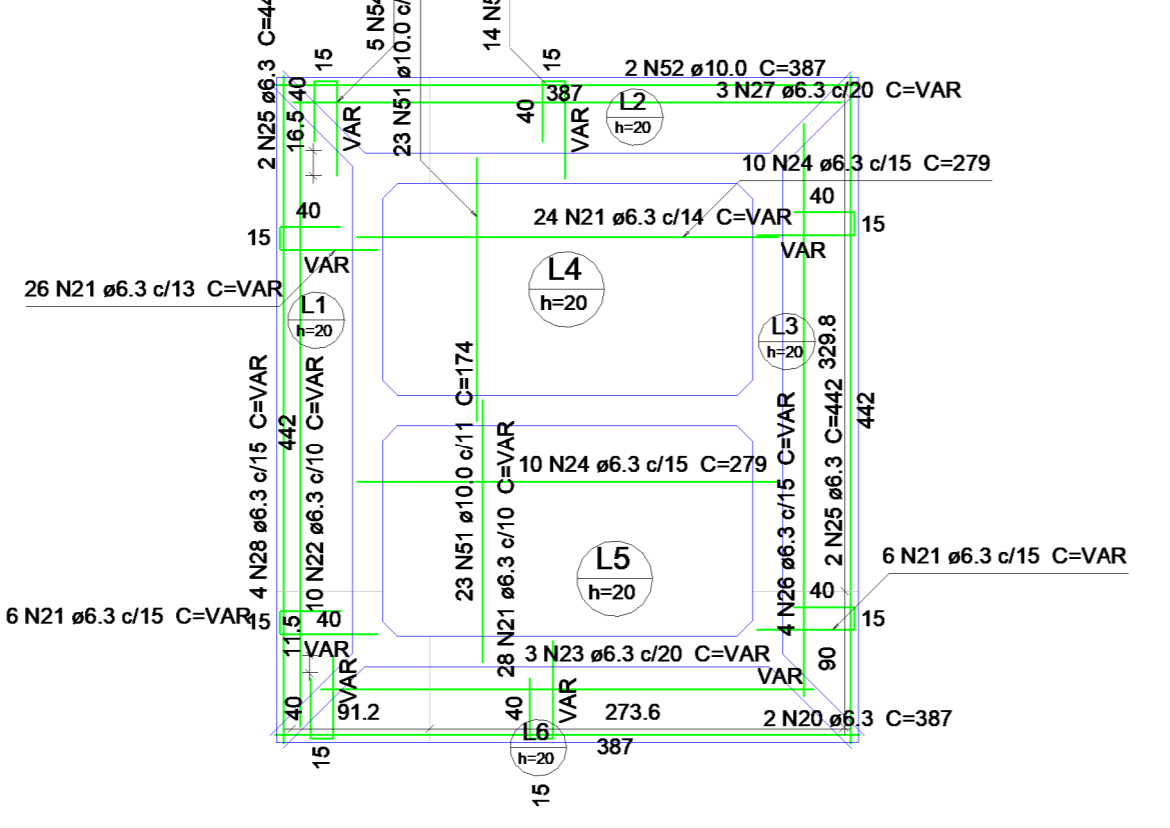 2 N25 ø6.3 C=44
15
5 N54
23 N51 ø10.0 c/
14 N5
15
2 N52 ø10.0 C=387
387
3 N27 ø6.3 c/20 C=VAR
40
16.5
VAR
40
VAR
L2
h=20
10 N24 ø6.3 c/15 C=279
40
15
VAR
24 N21 ø6.3 c/14 C=VAR
40
15
VAR
26 N21 ø6.3 c/13 C=VAR
L4
h=20
L1
h=20
L3
h=20
329.8
4 N28 ø6.3 c/15 C=VAR
442
10 N22 ø6.3 c/10 C=VAR
23 N51 ø10.0 c/11 C=174
28 N21 ø6.3 c/10 C=VAR
10 N24 ø6.3 c/15 C=279
4 N26 ø6.3 c/15 C=VAR
2 N25 ø6.3 C=442
442
L5
h=20
6 N21 ø6.3 c/15 C=VAR
40
15
90
6 N21 ø6.3 c/15 C=VAR
15
40
11.5
VAR
VAR
3 N23 ø6.3 c/20 C=VAR
VAR
40
91.2
40
VAR
273.6
2 N20 ø6.3 C=387
387
L6
h=20
15
15